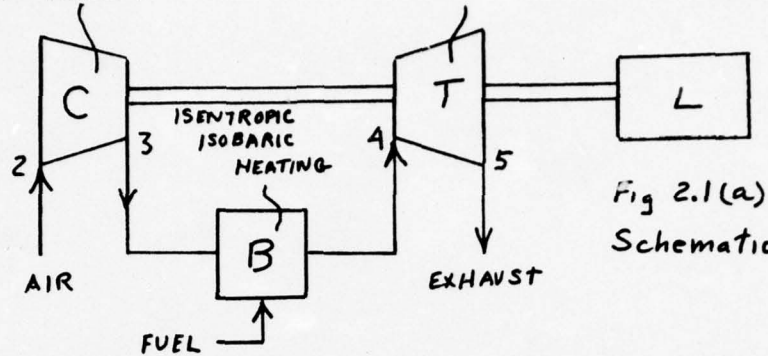 C
T
L
ISENTROPIC
ISOBARIC
HEATING
2
3
4
5
B
AIR
FUEL
EXHAUST
Fig 2.1(a)
Schematic